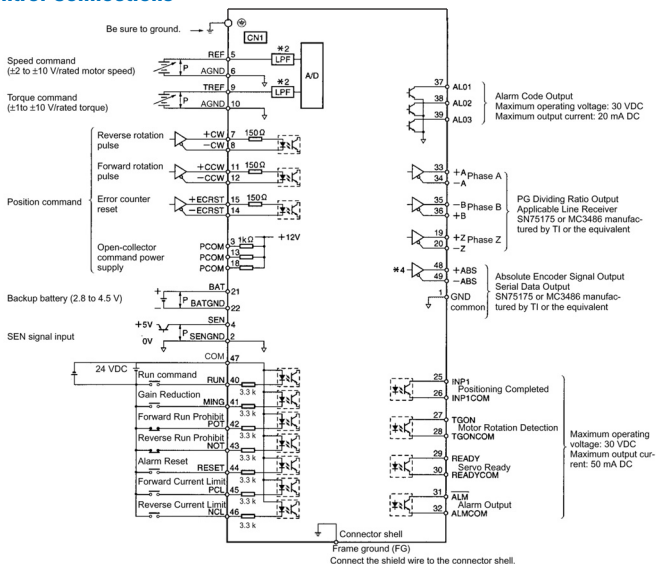 ntrol Connections
Be sure to ground.
CN1
Speed command
(±2 to ±10 V/rated motor speed)
P
REF 5
*2
LPF
AGND 6
A/D
Torque command
(±1to ±10 V/rated torque)
P
TREF 9
*2
LPF
AGND 10
Position command
Reverse rotation
pulse
+CW 7 150Ω
−CW 8
Forward rotation
pulse
+CCW 11 150Ω
−CCW 12
Error counter
reset
+ECRST 15 150Ω
−ECRST 14
Open-collector
command power
supply
+12V
PCOM 3 1kΩ
PCOM 13
PCOM 18
Backup battery (2.8 to 4.5 V)
+
−
P
BAT 21
BATGND 22
SEN signal input
+5V
0V
P
SEN 4
SENGND 2
COM 47
24 VDC
Run command
RUN 40
3.3 k
Gain Reduction
MING 41
3.3 k
Forward Run Prohibit
POT 42
3.3 k
Reverse Run Prohibit
NOT 43
3.3 k
Alarm Reset
RESET 44
3.3 k
Forward Current Limit
PCL 45
3.3 k
Reverse Current Limit
NCL 46
3.3 k
37 AL01
38 AL02
39 AL03
Alarm Code Output
Maximum operating voltage: 30 VDC
Maximum output current: 20 mA DC
33 +A
Phase A
34 −A
35 −B
Phase B
36 +B
19 +Z
Phase Z
20 −Z
PG Dividing Ratio Output
Applicable Line Receiver
SN75175 or MC3486 manufac-
tured by TI or the equivalent
*4
48 +ABS
49 −ABS
1 GND
common
Absolute Encoder Signal Output
Serial Data Output
SN75175 or MC3486 manufac-
tured by TI or the equivalent
25 INP1
Positioning Completed
26 INP1COM
27 TGON
Motor Rotation Detection
28 TGONCOM
29 READY
Servo Ready
30 READYCOM
31 ALM
Alarm Output
32 ALMCOM
Maximum operating
voltage: 30 VDC
Maximum output cur-
rent: 50 mA DC
Connector shell
Frame ground (FG)
Connect the shield wire to the connector shell.